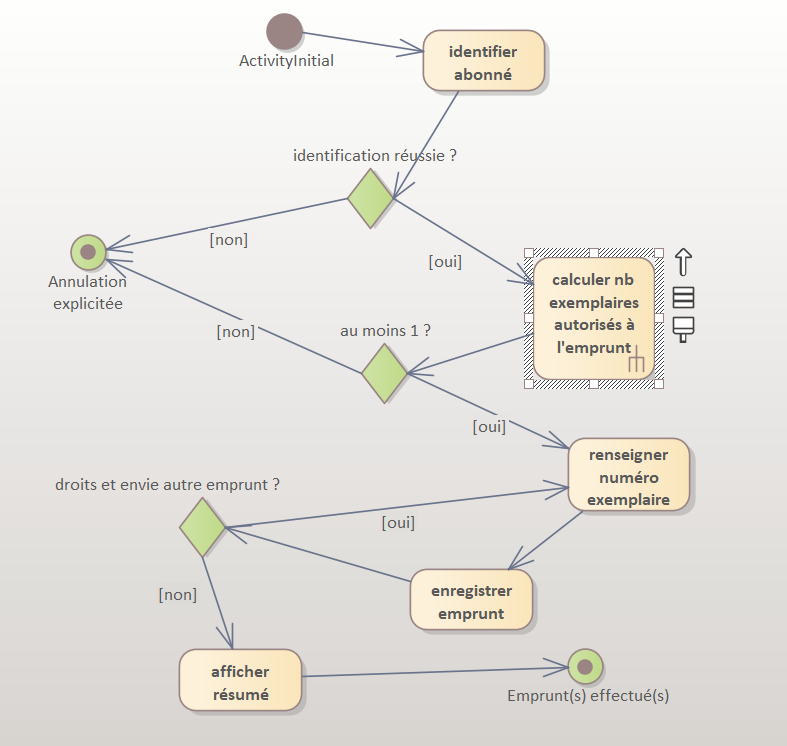 ActivityInitial
identifier
abonné
identification réussie ?
[non]
[oui]
Annulation
explicitée
calculer nb
exemplaires
autorisés à
l'emprunt
[non]
au moins 1 ?
[oui]
renseigner
numéro
exemplaire
droits et envie autre emprunt ?
[oui]
[non]
enregistrer
emprunt
afficher
résumé
Emprunt(s) effectué(s)